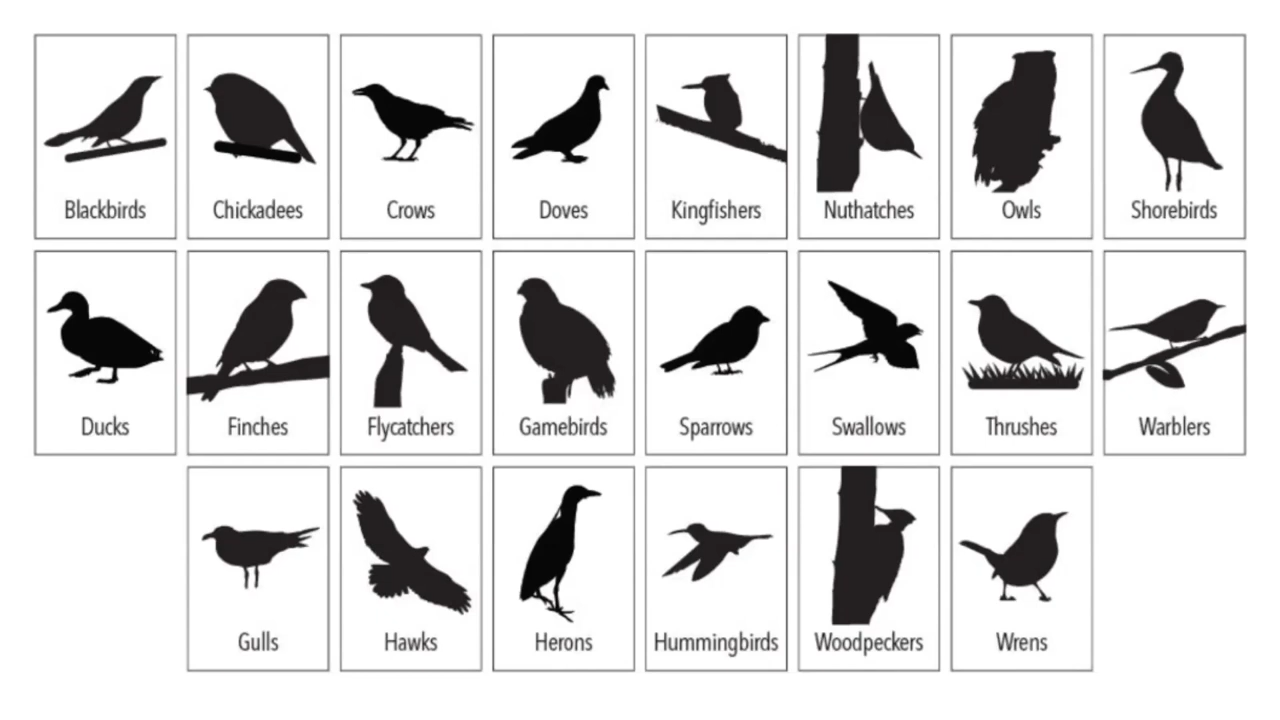 Blackbirds
Chickadees
Crows
Doves
Kingfishers
Nuthatches
Owls
Shorebirds
Ducks
Finches
Flycatchers
Gamebirds
Sparrows
Swallows
Thrushes
Warblers
Gulls
Hawks
Herons
Hummingbirds
Woodpeckers
Wrens